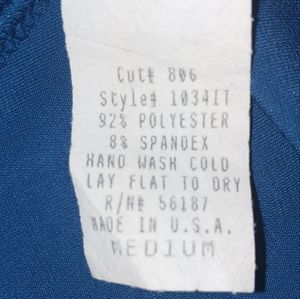 Cut# 806
Style# 1034IT
92% POLYESTER
8% SPANDEX
HAND WASH COLD
LAY FLAT TO DRY
R/N# 56187
MADE IN U.S.A.
MEDIUM